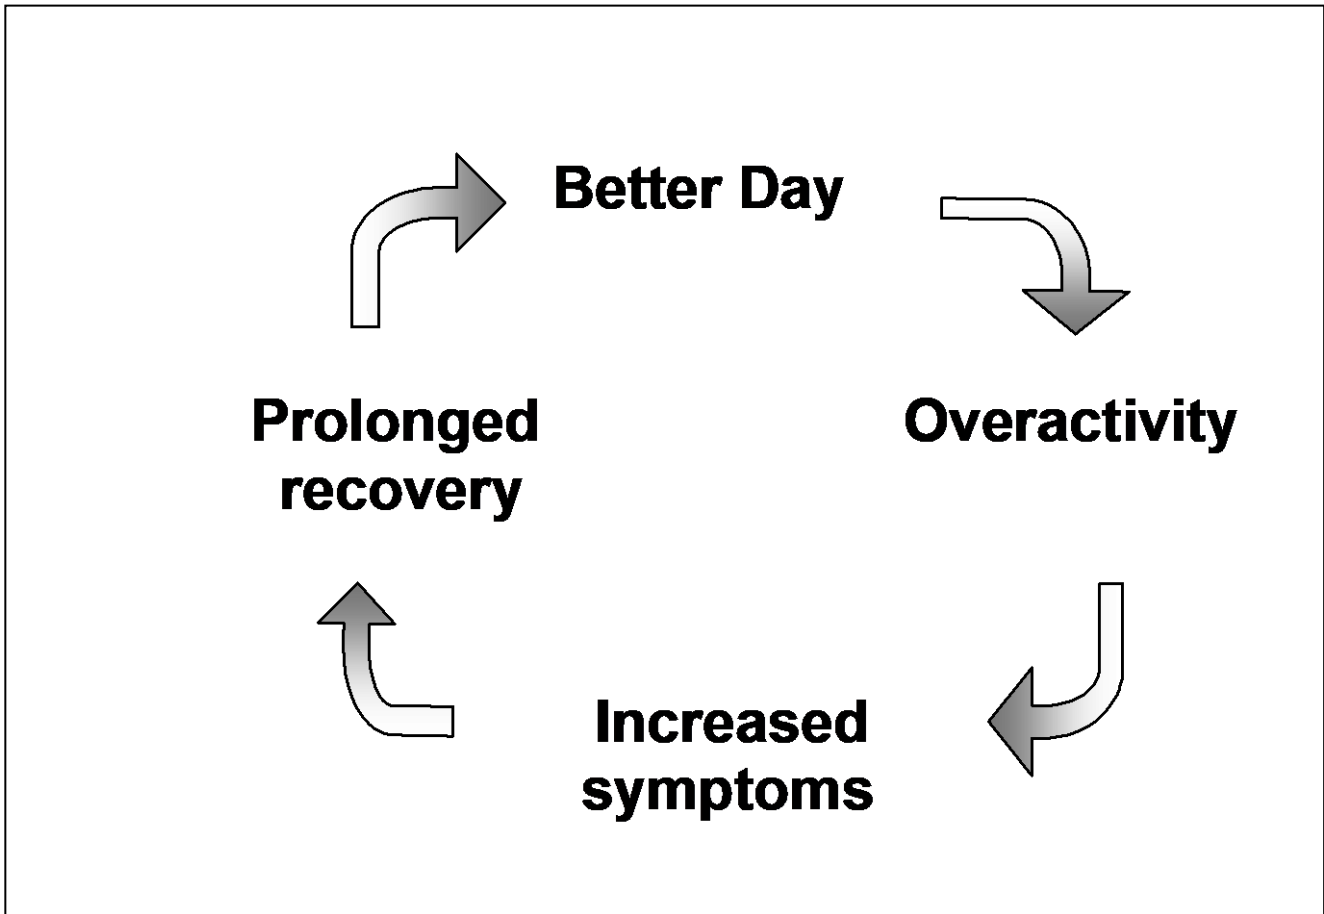 Better Day
Overactivity
Increased
symptoms
Prolonged
recovery